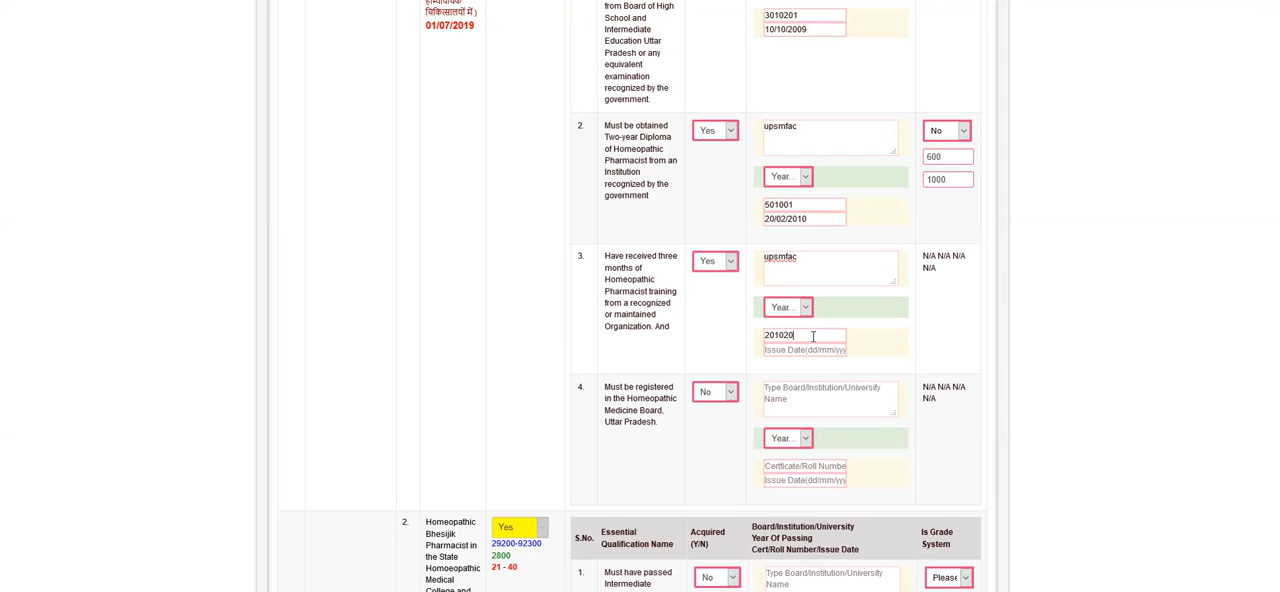 होम्योपैथिक
चिकित्सालयों में )
01/07/2019
from Board of High
School and
Intermediate
Education Uttar
Pradesh or any
equivalent
examination
recognized by the
government.
3010201
10/10/2009
2.
Must be obtained
Two-year Diploma
of Homeopathic
Pharmacist from an
Institution
recognized by the
government
Yes
upsmfac
Year...
501001
20/02/2010
No
600
1000
3.
Have received three
months of
Homeopathic
Pharmacist training
from a recognized
or maintained
Organization. And
Yes
upsmfac
Year...
201020
Issue Date(dd/mm/yyy
N/A N/A N/A
N/A
4.
Must be registered
in the Homeopathic
Medicine Board,
Uttar Pradesh.
No
Type Board/Institution/University
Name
Year...
Certficate/Roll Numbe
Issue Date(dd/mm/yyy
N/A N/A N/A
N/A
2.
Homeopathic
Bhesijik
Pharmacist in
the State
Homoeopathic
Medical
College and
Yes
29200-92300
2800
21 - 40
S.No.
Essential
Qualification Name
Acquired
(Y/N)
Board/Institution/University
Year Of Passing
Cert/Roll Number/Issue Date
Is Grade
System
1.
Must have passed
Intermediate
No
Type Board/Institution/University
Name
Please